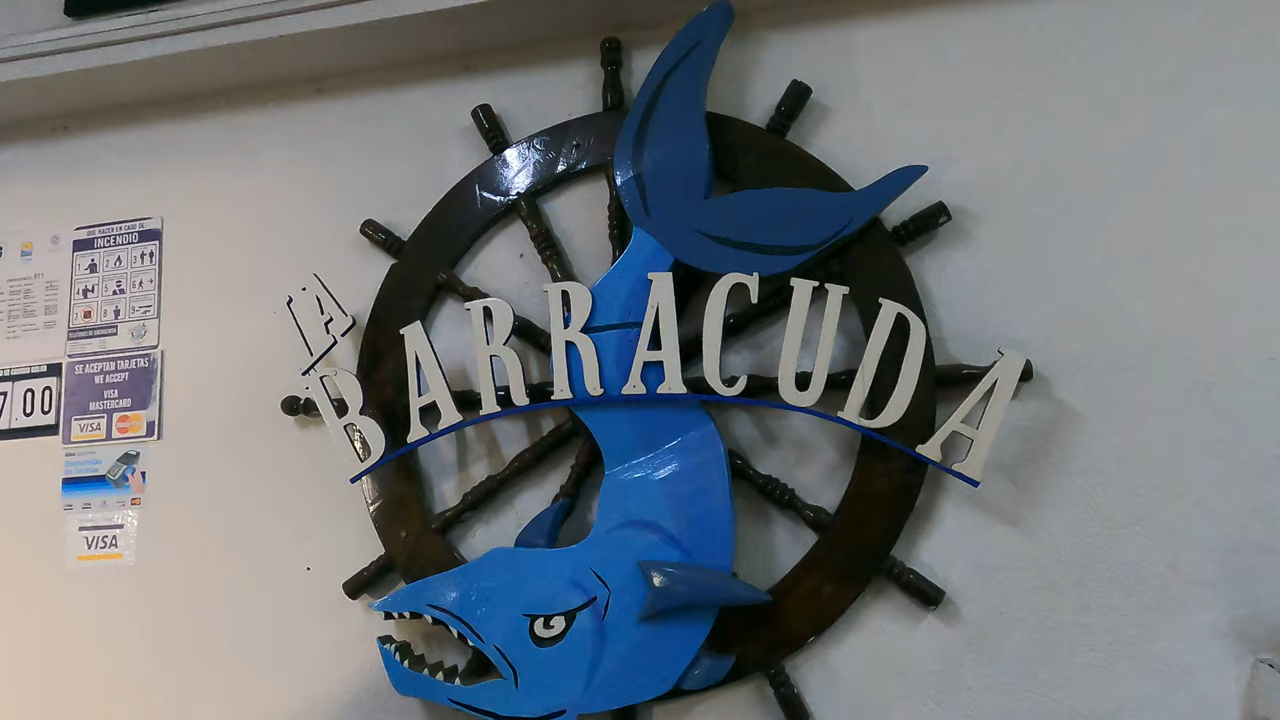 LA
BARRACUDA
QUE HACER EN CASO DE
INCENDIO
7.00
SE ACEPTAN TARJETAS
WE ACCEPT
VISA
MASTERCARD
VISA
VISA